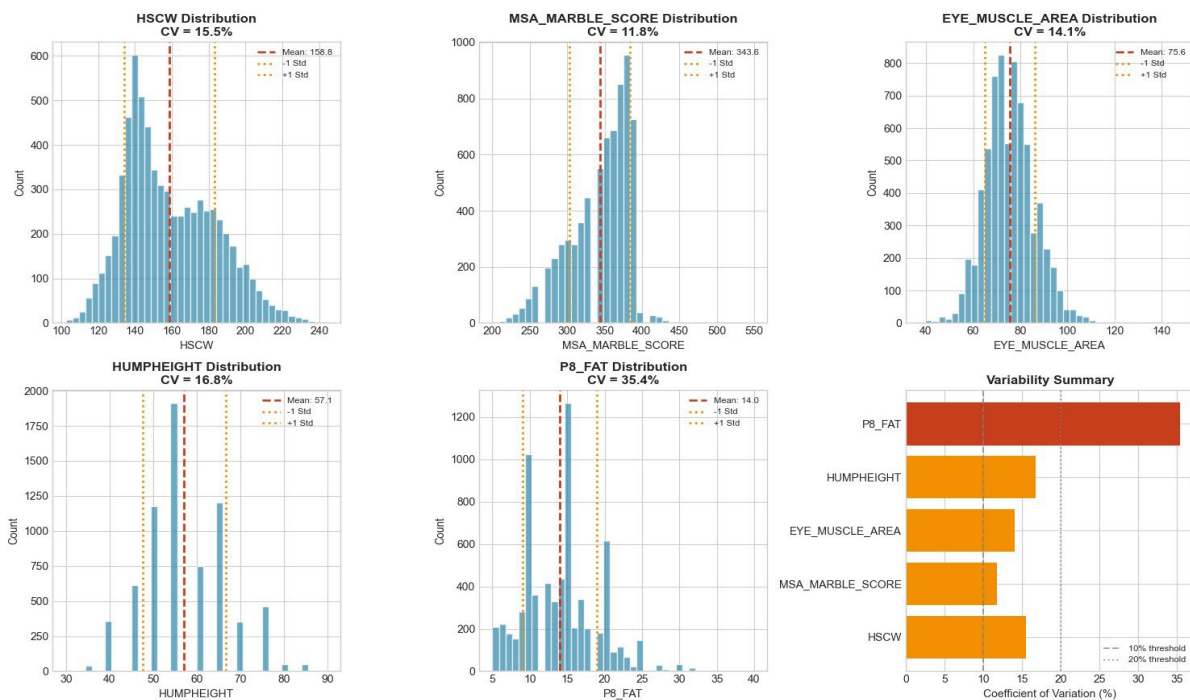 HSCW Distribution
CV = 15.5%
Mean: 158.8
-1 Std
+1 Std
Count
600
500
400
300
200
100
0
100 120 140 160 180 200 220 240
HSCW
MSA_MARBLE_SCORE Distribution
CV = 11.8%
Mean: 343.6
-1 Std
+1 Std
Count
1000
800
600
400
200
0
200 250 300 350 400 450 500 550
MSA_MARBLE_SCORE
EYE_MUSCLE_AREA Distribution
CV = 14.1%
Mean: 75.6
-1 Std
+1 Std
Count
800
700
600
500
400
300
200
100
0
40 60 80 100 120 140
EYE_MUSCLE_AREA
HUMPHEIGHT Distribution
CV = 16.8%
Mean: 57.1
-1 Std
+1 Std
Count
2000
1750
1500
1250
1000
750
500
250
0
30 40 50 60 70 80 90
HUMPHEIGHT
P8_FAT Distribution
CV = 35.4%
Mean: 14.0
-1 Std
+1 Std
Count
1200
1000
800
600
400
200
0
5 10 15 20 25 30 35 40
P8_FAT
Variability Summary
P8_FAT
HUMPHEIGHT
EYE_MUSCLE_AREA
MSA_MARBLE_SCORE
HSCW
10% threshold
20% threshold
0 5 10 15 20 25 30 35
Coefficient of Variation (%)